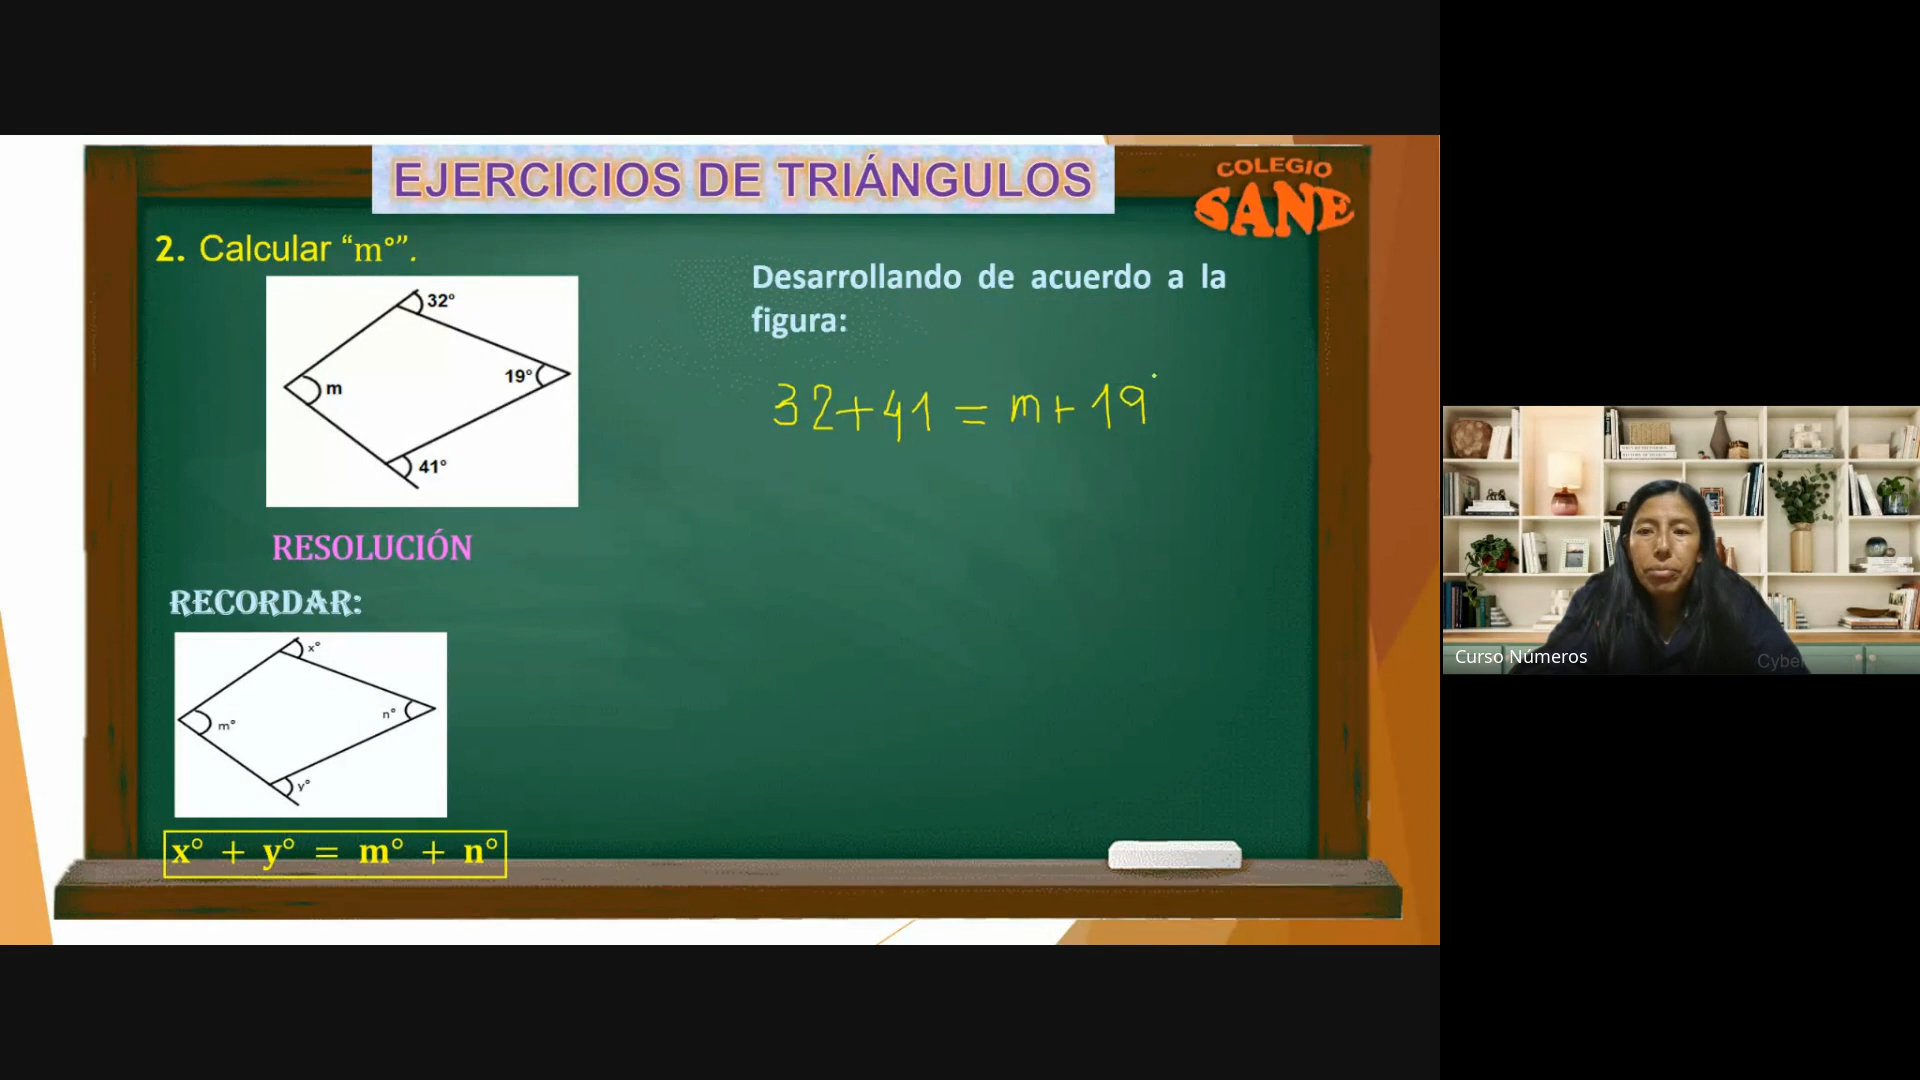 EJERCICIOS DE TRIÁNGULOS
COLEGIO
SANE
2. Calcular “m°”.
32°
19°
m
41°
Desarrollando de acuerdo a la
figura:
32+41 = m+19
RESOLUCIÓN
RECORDAR:
x°
n°
m°
y°
x° + y° = m° + n°
Curso Números
Cybe